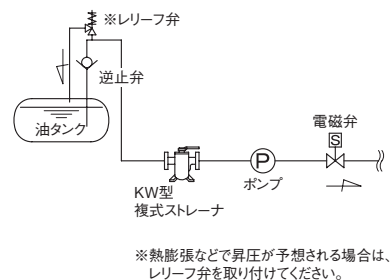 ※レリーフ弁
逆止弁
油タンク
電磁弁
S
P
KW型
複式ストレーナ
ポンプ
※熱膨張などで昇圧が予想される場合は、
レリーフ弁を取り付けてください。